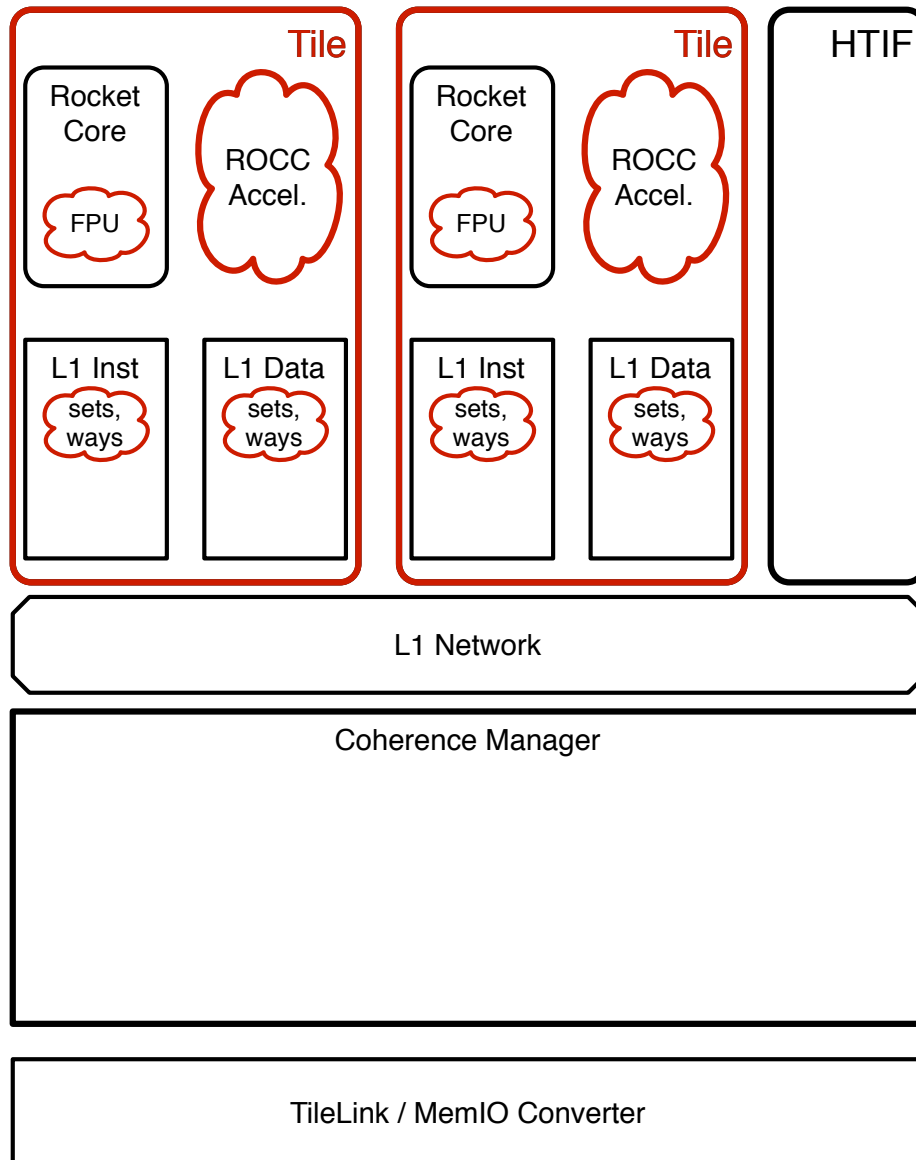 Tile
Rocket
Core
FPU
ROCC
Accel.
L1 Inst
sets,
ways
L1 Data
sets,
ways
Tile
Rocket
Core
FPU
ROCC
Accel.
L1 Inst
sets,
ways
L1 Data
sets,
ways
HTIF
L1 Network
Coherence Manager
TileLink / MemIO Converter